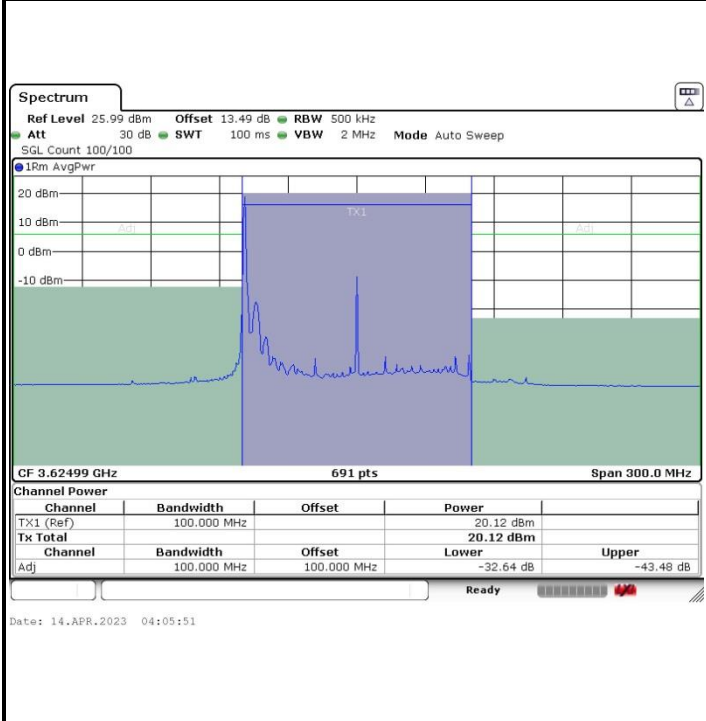 Spectrum
Ref Level 25.99 dBm Offset 13.49 dB RBW 500 kHz
Att 30 dB SWT 100 ms VBW 2 MHz Mode Auto Sweep
SGL Count 100/100
1Rm AvgPwr
20 dBm
TX1
10 dBm
Adj Adj
0 dBm
-10 dBm
CF 3.62499 GHz 691 pts Span 300.0 MHz
Channel Power
Channel Bandwidth Offset Power
TX1 (Ref) 100.000 MHz 20.12 dBm
Tx Total 20.12 dBm
Channel Bandwidth Offset Lower Upper
Adj 100.000 MHz 100.000 MHz -32.64 dB -43.48 dB
Ready
Date: 14.APR.2023 04:05:51